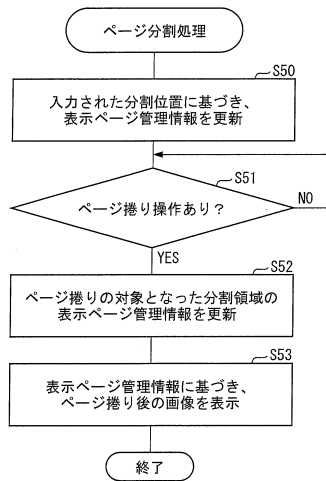 ページ分割処理
S50
入力された分割位置に基づき、
表示ページ管理情報を更新
S51
ページ捲り操作あり?
NO
YES
S52
ページ捲りの対象となった分割領域の
表示ページ管理情報を更新
S53
表示ページ管理情報に基づき、
ページ捲り後の画像を表示
終了